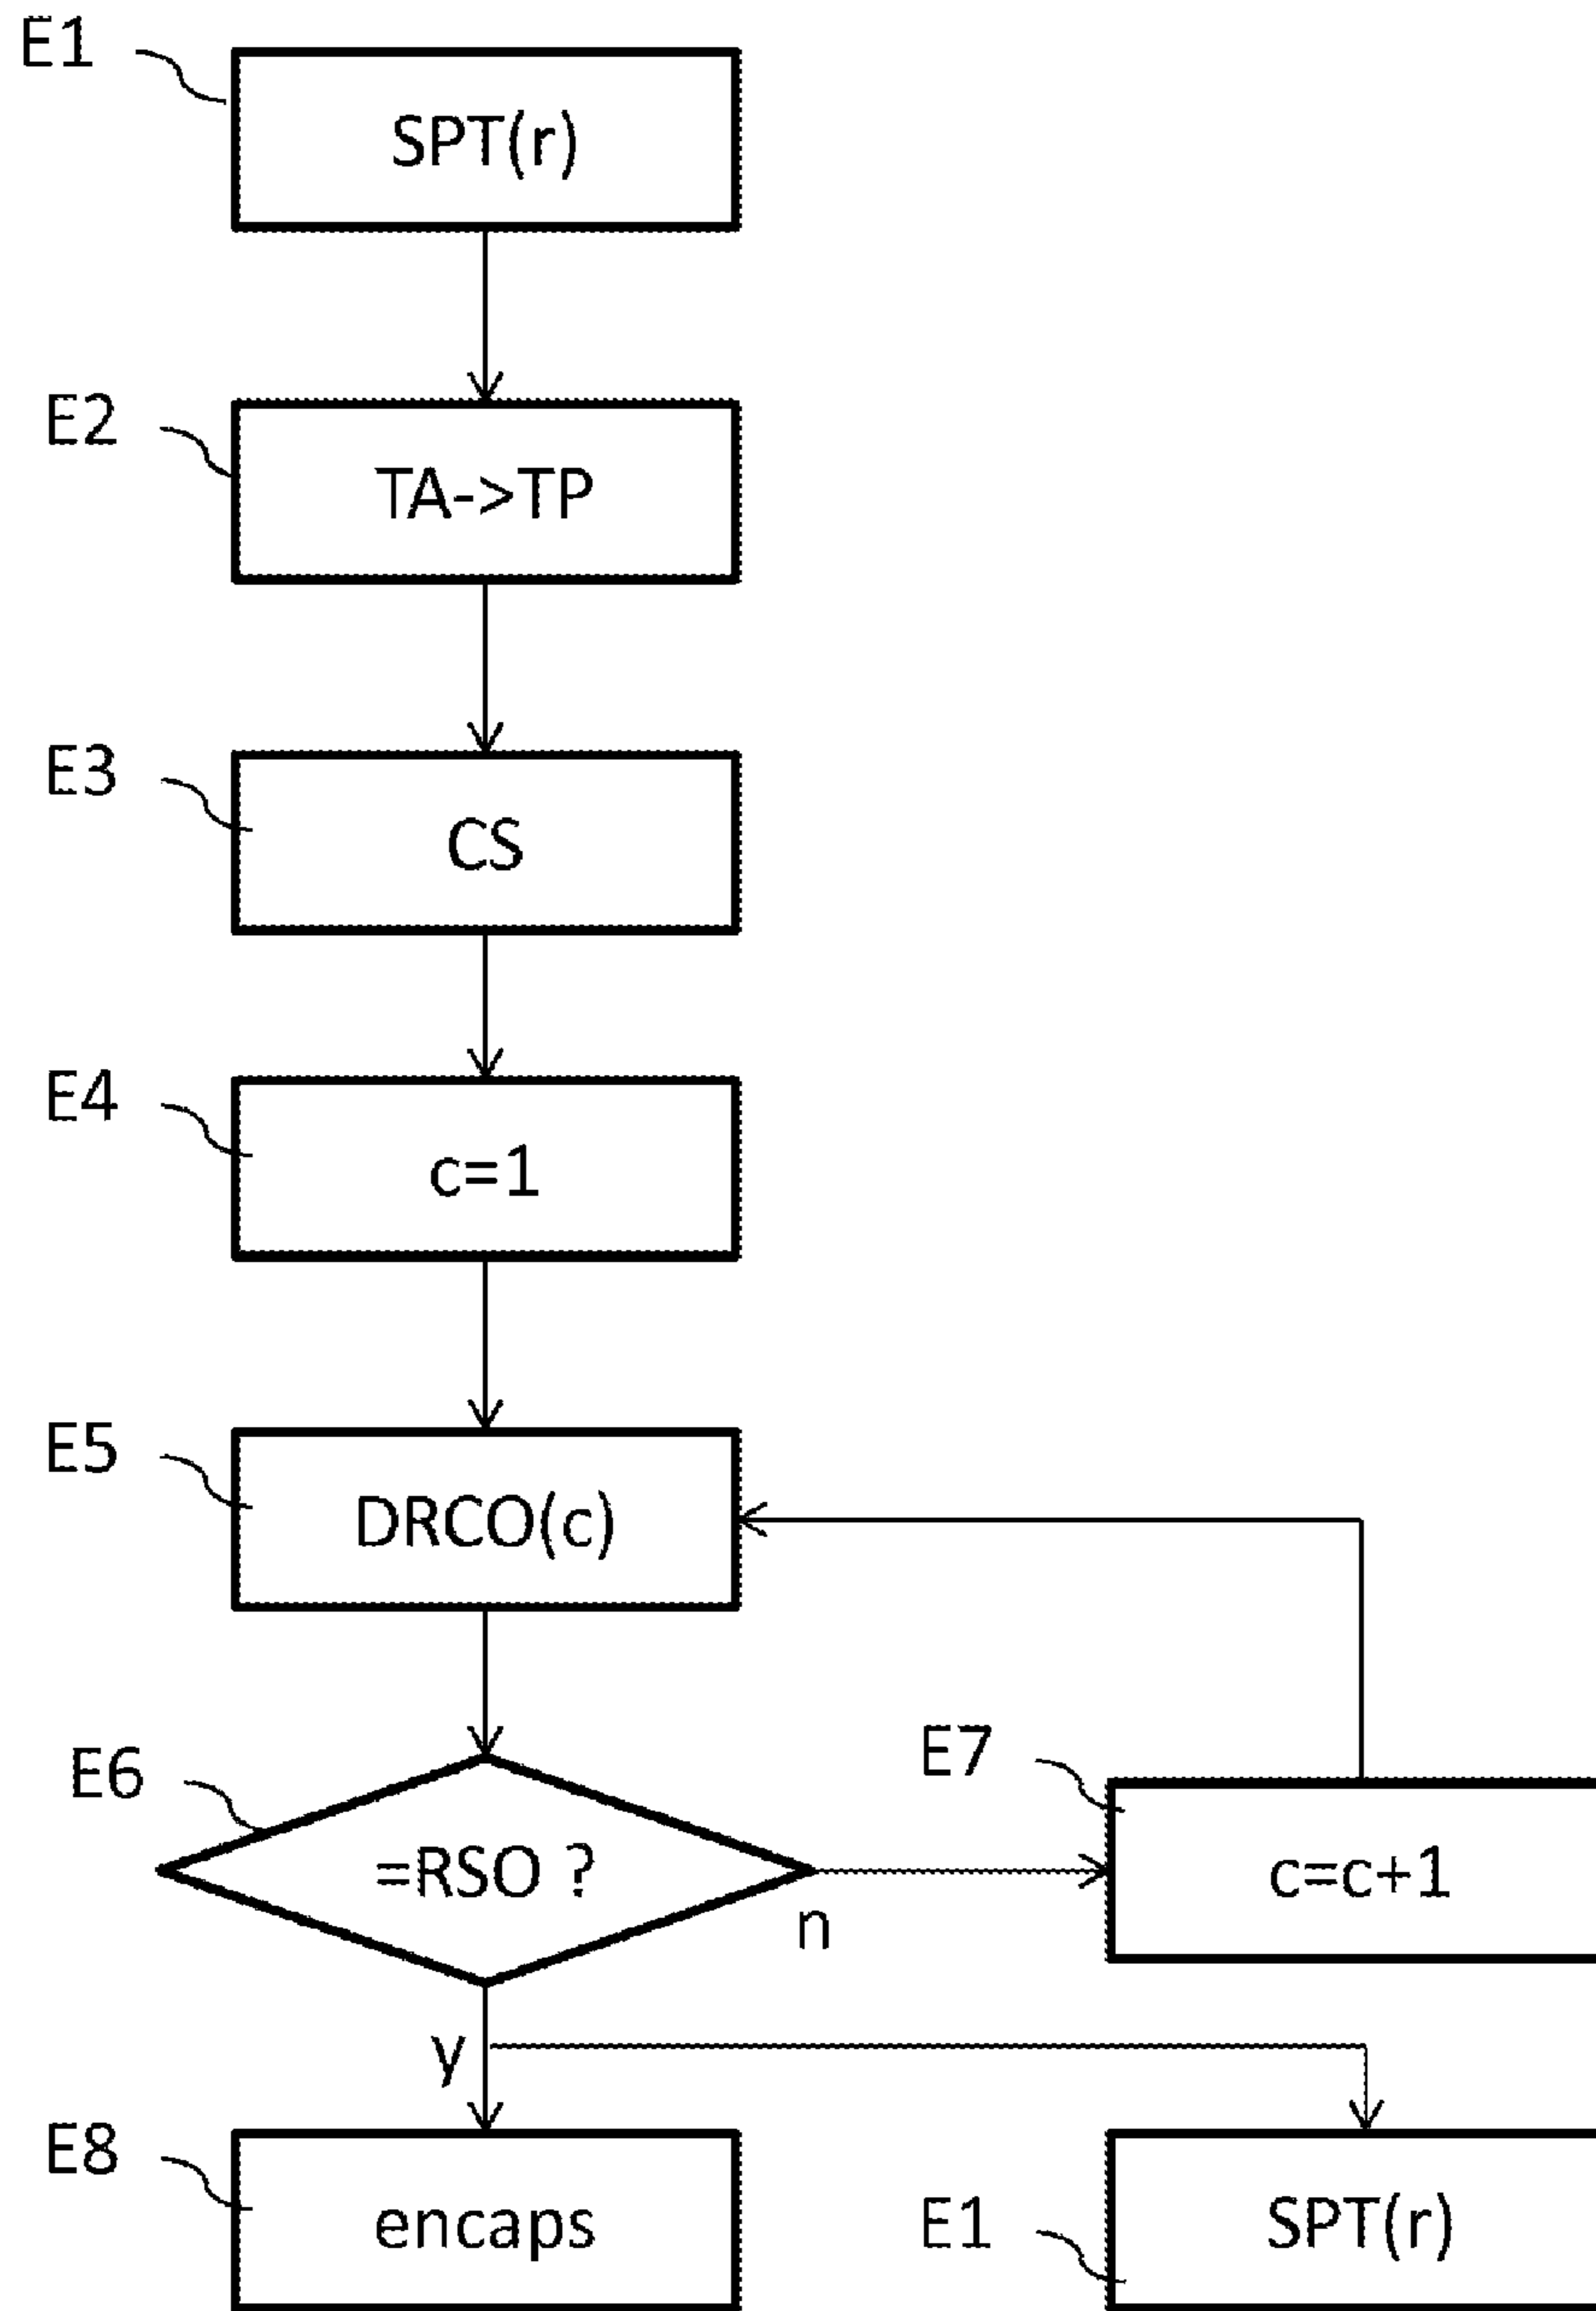 E1
SPT(r)
E2
TA->TP
E3
CS
E4
c=1
E5
DRCO(c)
E6
=RSO ?
n
E7
c=c+1
y
E8
encaps
E1
SPT(r)